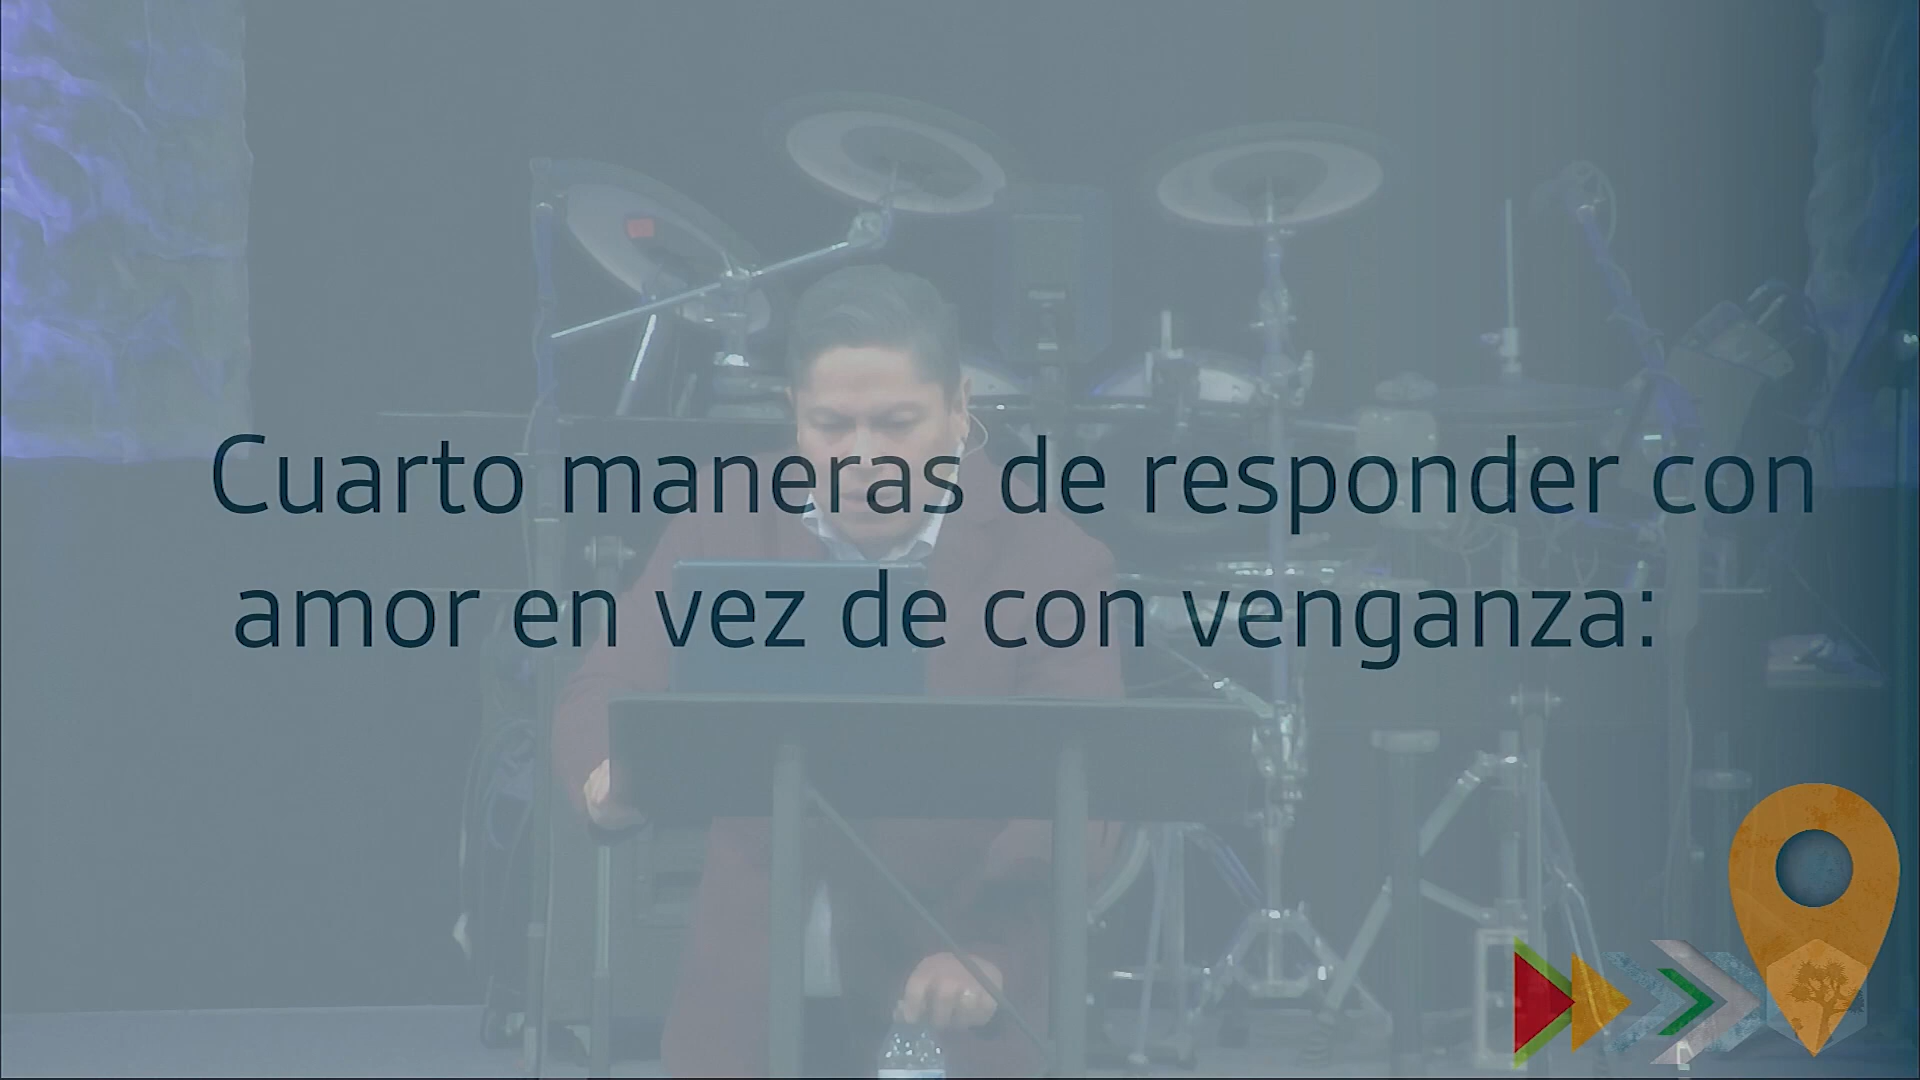 Cuarto maneras de responder con
amor en vez de con venganza: